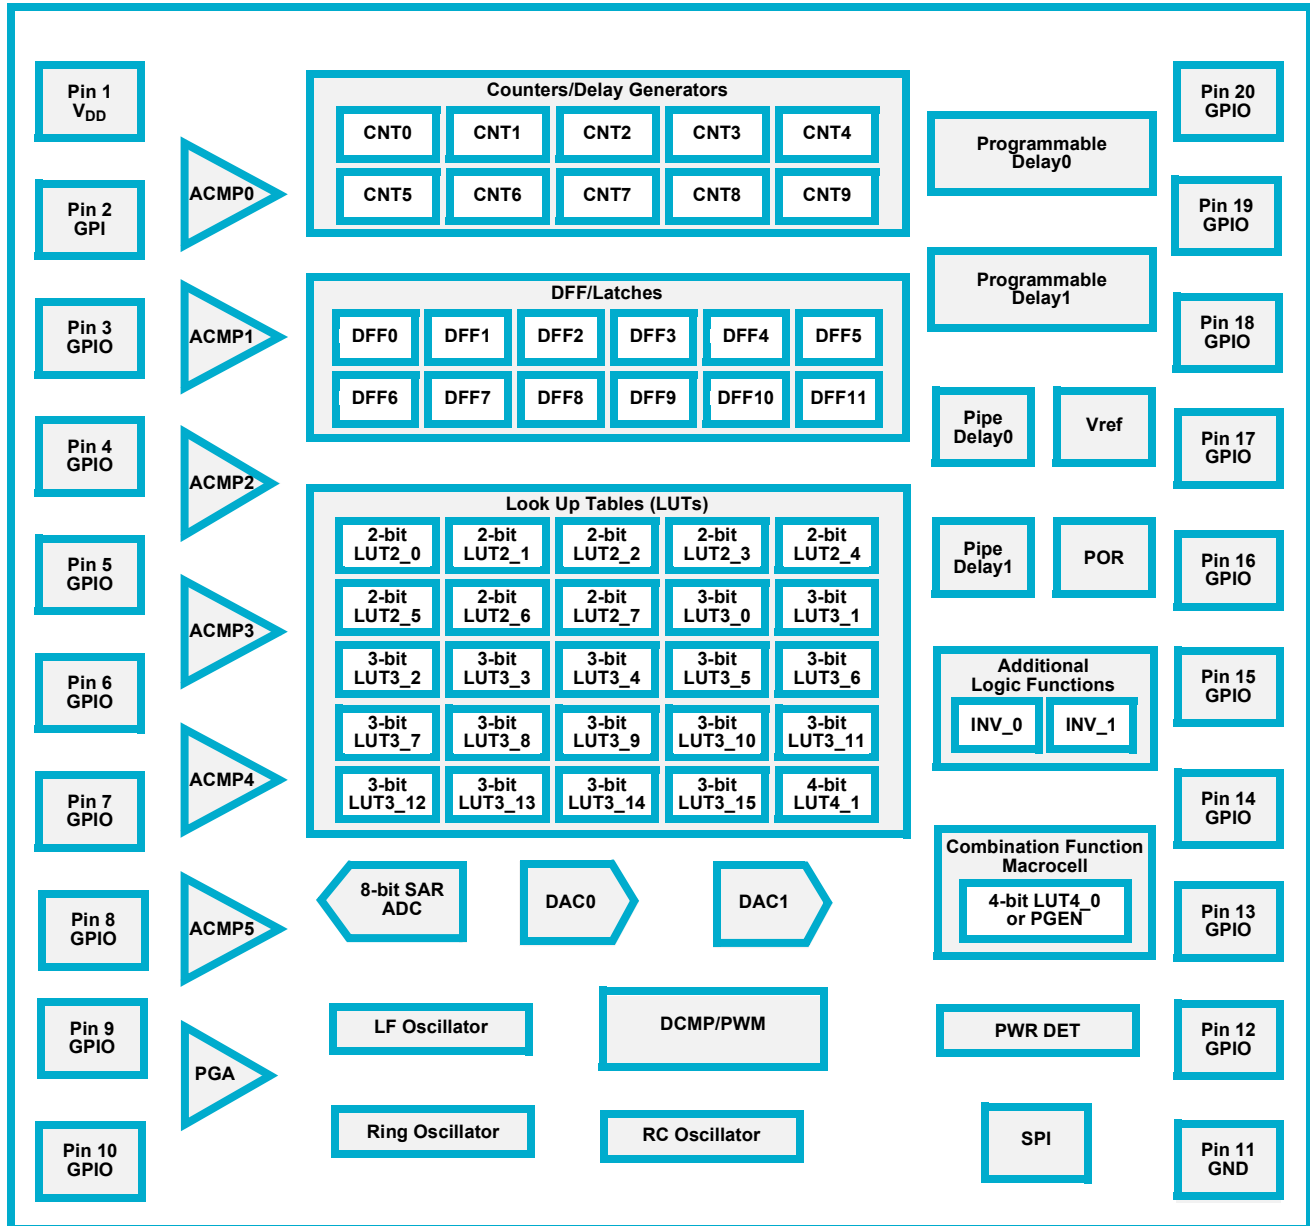 Pin 1
VDD
Pin 2
GPI
Pin 3
GPIO
Pin 4
GPIO
Pin 5
GPIO
Pin 6
GPIO
Pin 7
GPIO
Pin 8
GPIO
Pin 9
GPIO
Pin 10
GPIO
ACMP0
ACMP1
ACMP2
ACMP3
ACMP4
ACMP5
PGA
Counters/Delay Generators
CNT0 CNT1 CNT2 CNT3 CNT4
CNT5 CNT6 CNT7 CNT8 CNT9
DFF/Latches
DFF0 DFF1 DFF2 DFF3 DFF4 DFF5
DFF6 DFF7 DFF8 DFF9 DFF10 DFF11
Look Up Tables (LUTs)
2-bit 2-bit 2-bit 2-bit 2-bit
LUT2_0 LUT2_1 LUT2_2 LUT2_3 LUT2_4
2-bit 2-bit 2-bit 3-bit 3-bit
LUT2_5 LUT2_6 LUT2_7 LUT3_0 LUT3_1
3-bit 3-bit 3-bit 3-bit 3-bit
LUT3_2 LUT3_3 LUT3_4 LUT3_5 LUT3_6
3-bit 3-bit 3-bit 3-bit 3-bit
LUT3_7 LUT3_8 LUT3_9 LUT3_10 LUT3_11
3-bit 3-bit 3-bit 3-bit 4-bit
LUT3_12 LUT3_13 LUT3_14 LUT3_15 LUT4_1
8-bit SAR
ADC
DAC0
DAC1
LF Oscillator
DCMP/PWM
Ring Oscillator
RC Oscillator
Programmable
Delay0
Programmable
Delay1
Pipe
Delay0
Vref
Pipe
Delay1
POR
Additional
Logic Functions
INV_0 INV_1
Combination Function
Macrocell
4-bit LUT4_0
or PGEN
PWR DET
SPI
Pin 20
GPIO
Pin 19
GPIO
Pin 18
GPIO
Pin 17
GPIO
Pin 16
GPIO
Pin 15
GPIO
Pin 14
GPIO
Pin 13
GPIO
Pin 12
GPIO
Pin 11
GND